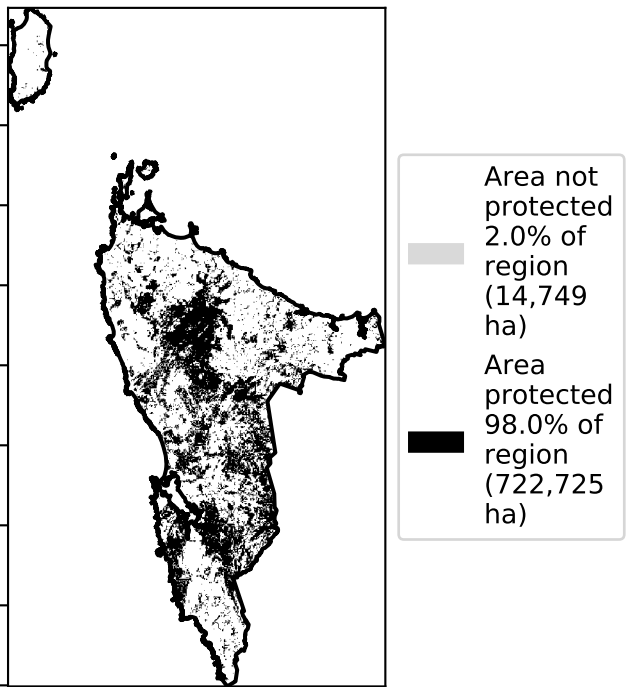 Area not
protected
2.0% of
region
(14,749
ha)
Area
protected
98.0% of
region
(722,725
ha)